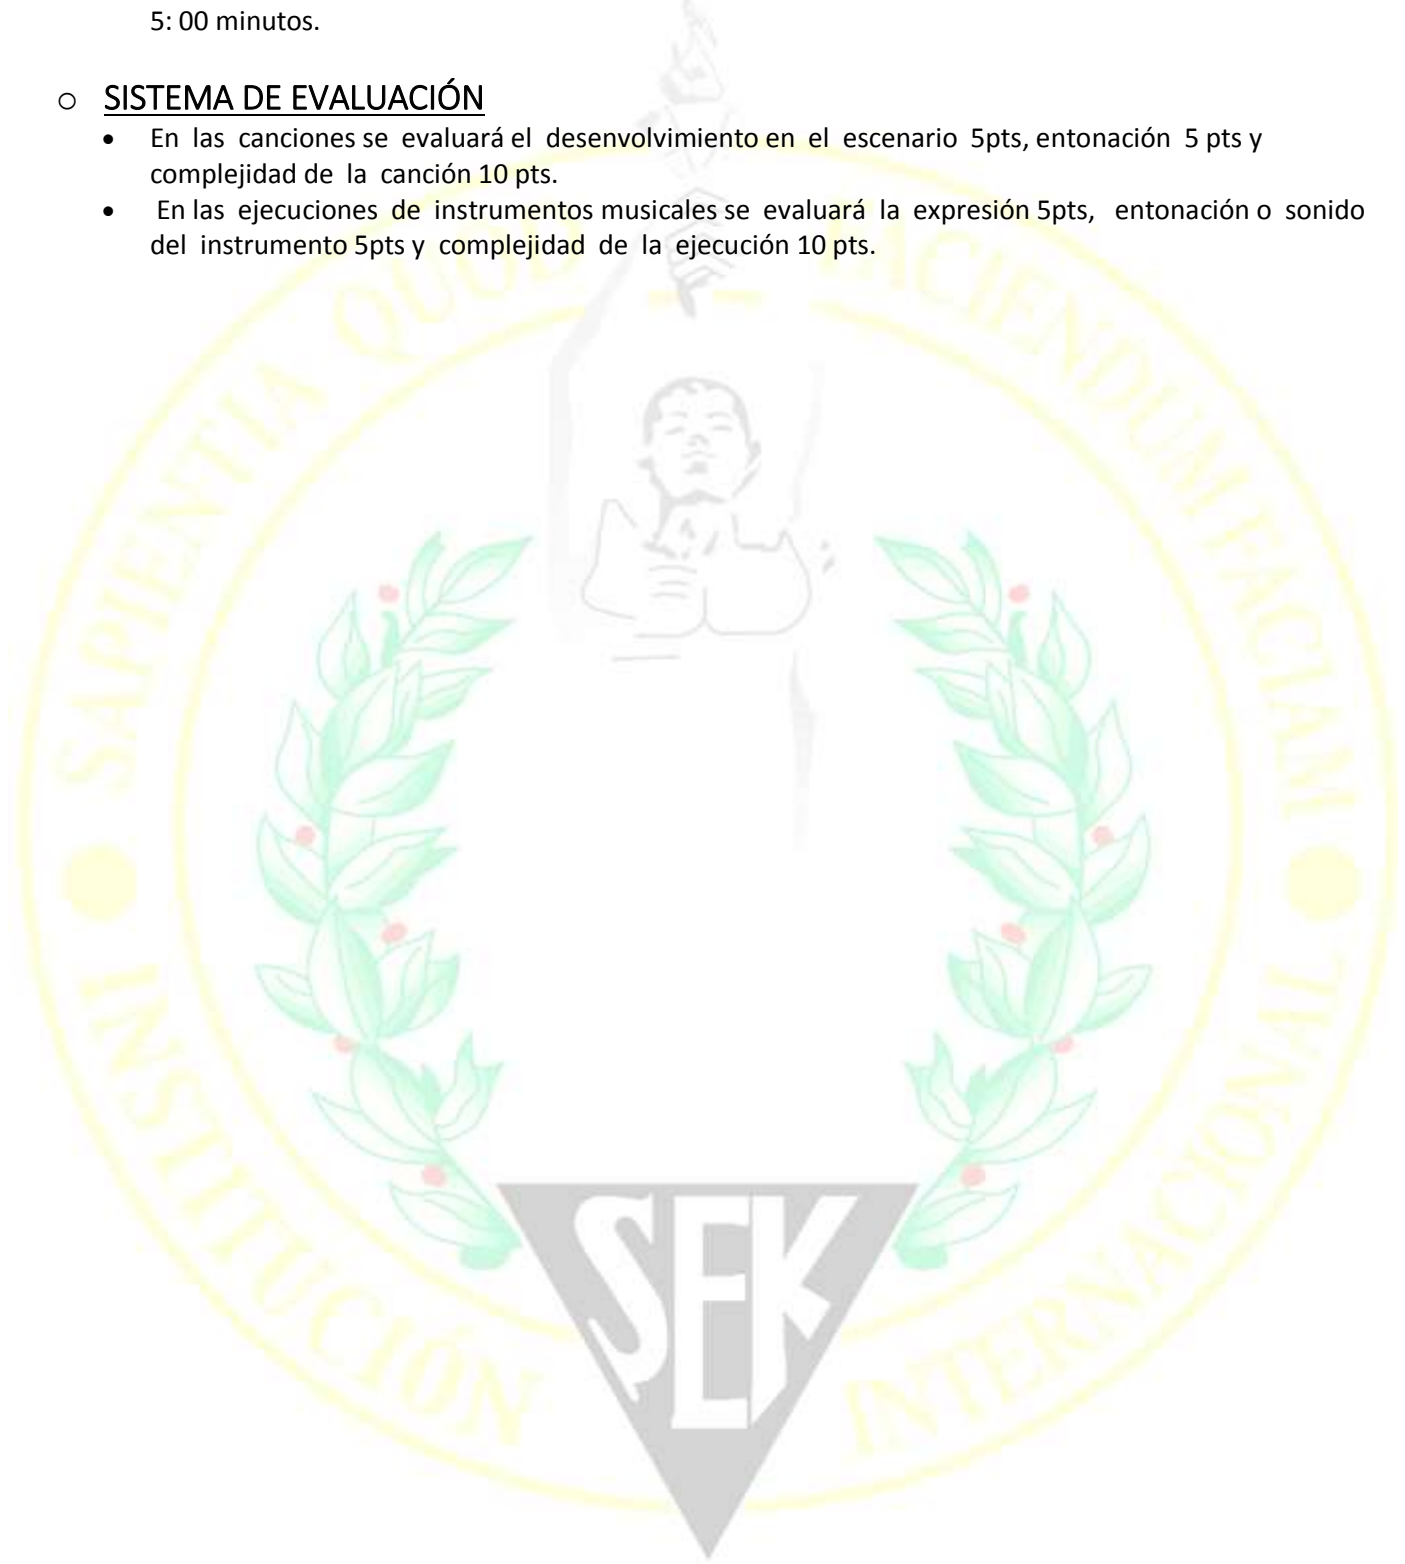 5: 00 minutos.
o SISTEMA DE EVALUACIÓN
• En las canciones se evaluará el desenvolvimiento en el escenario 5pts, entonación 5 pts y
complejidad de la canción 10 pts.
• En las ejecuciones de instrumentos musicales se evaluará la expresión 5pts, entonación o sonido
del instrumento 5pts y complejidad de la ejecución 10 pts.
SAPIENTIA QUOD FACIENDUM FACIAM
SEK
INSTITUCIÓN INTERNACIONAL